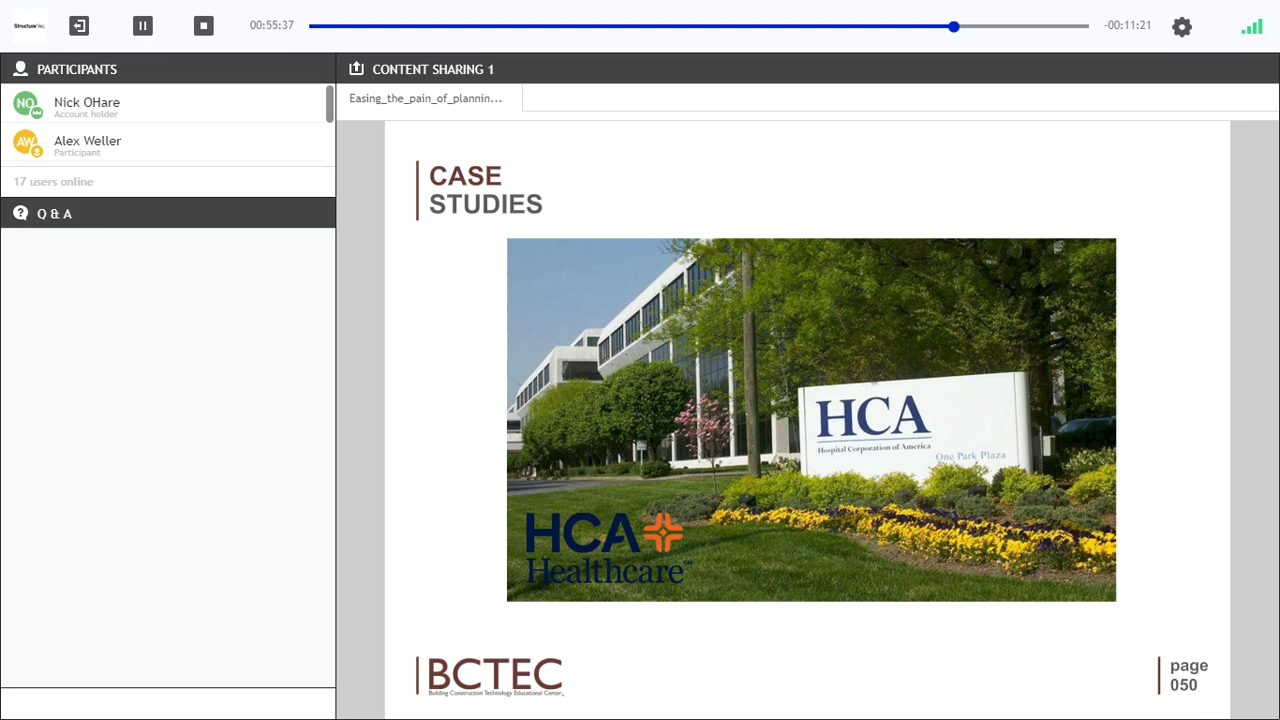 StructureTec
00:55:37
-00:11:21
PARTICIPANTS
NO
Nick OHare
Account holder
AW
Alex Weller
Participant
17 users online
Q & A
CONTENT SHARING 1
Easing_the_pain_of_plannin...
CASE
STUDIES
HCA
Hospital Corporation of America
One Park Plaza
HCA
Healthcare
BCTEC
Building Construction Technology Educational Center
page
050